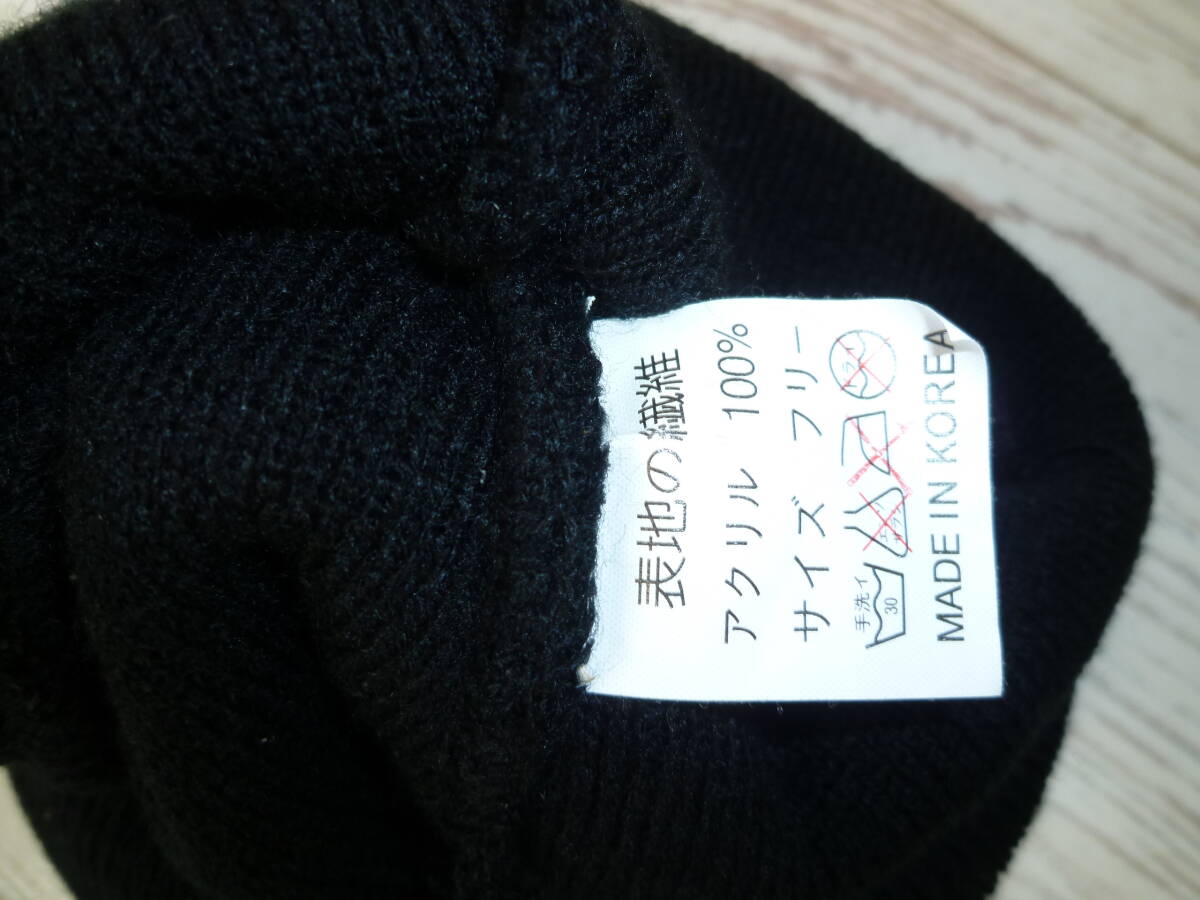 表地の繊維
アクリル 100%
サイズ フリー
手洗イ
30
MADE IN KOREA